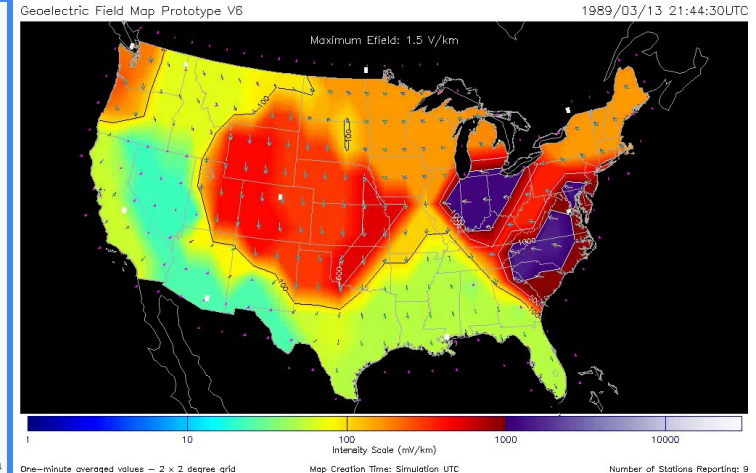 Geoelectric Field Map Prototype V6
1989/03/13 21:44:30UTC
Maximum Efield: 1.5 V/km
100
100
100
1000
1000
1 10 100 1000 10000
Intensity Scale (mV/km)
One-minute averaged values – 2 x 2 degree grid
Map Creation Time: Simulation UTC
Number of Stations Reporting: 9